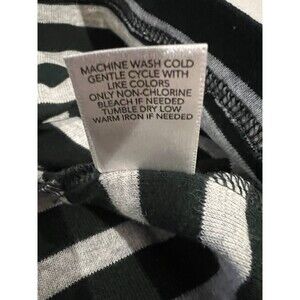 MACHINE WASH COLD
GENTLE CYCLE WITH
LIKE COLORS
ONLY NON-CHLORINE
BLEACH IF NEEDED
TUMBLE DRY LOW
WARM IRON IF NEEDED